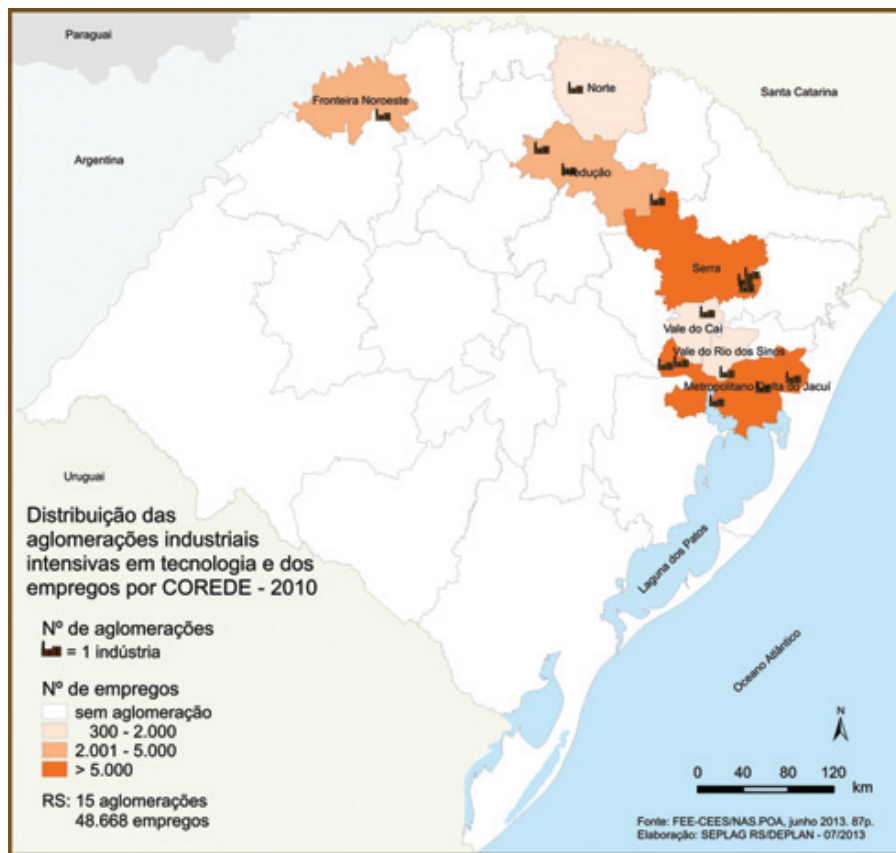 Paraguai
Santa Catarina
Argentina
Fronteira Noroeste
Norte
Produção
Serra
Vale do Caí
Vale do Rio dos Sinos
Metropolitano Delta do Jacuí
Uruguai
Laguna dos Patos
Oceano Atlântico
Distribuição das
aglomerações industriais
intensivas em tecnologia e dos
empregos por COREDE - 2010
Nº de aglomerações
= 1 indústria
Nº de empregos
sem aglomeração
300 - 2.000
2.001 - 5.000
> 5.000
RS: 15 aglomerações
48.668 empregos
N
0 40 80 120
km
Fonte: FEE-CEES/NAS.POA, junho 2013. 87p.
Elaboração: SEPLAG RS/DEPLAN - 07/2013